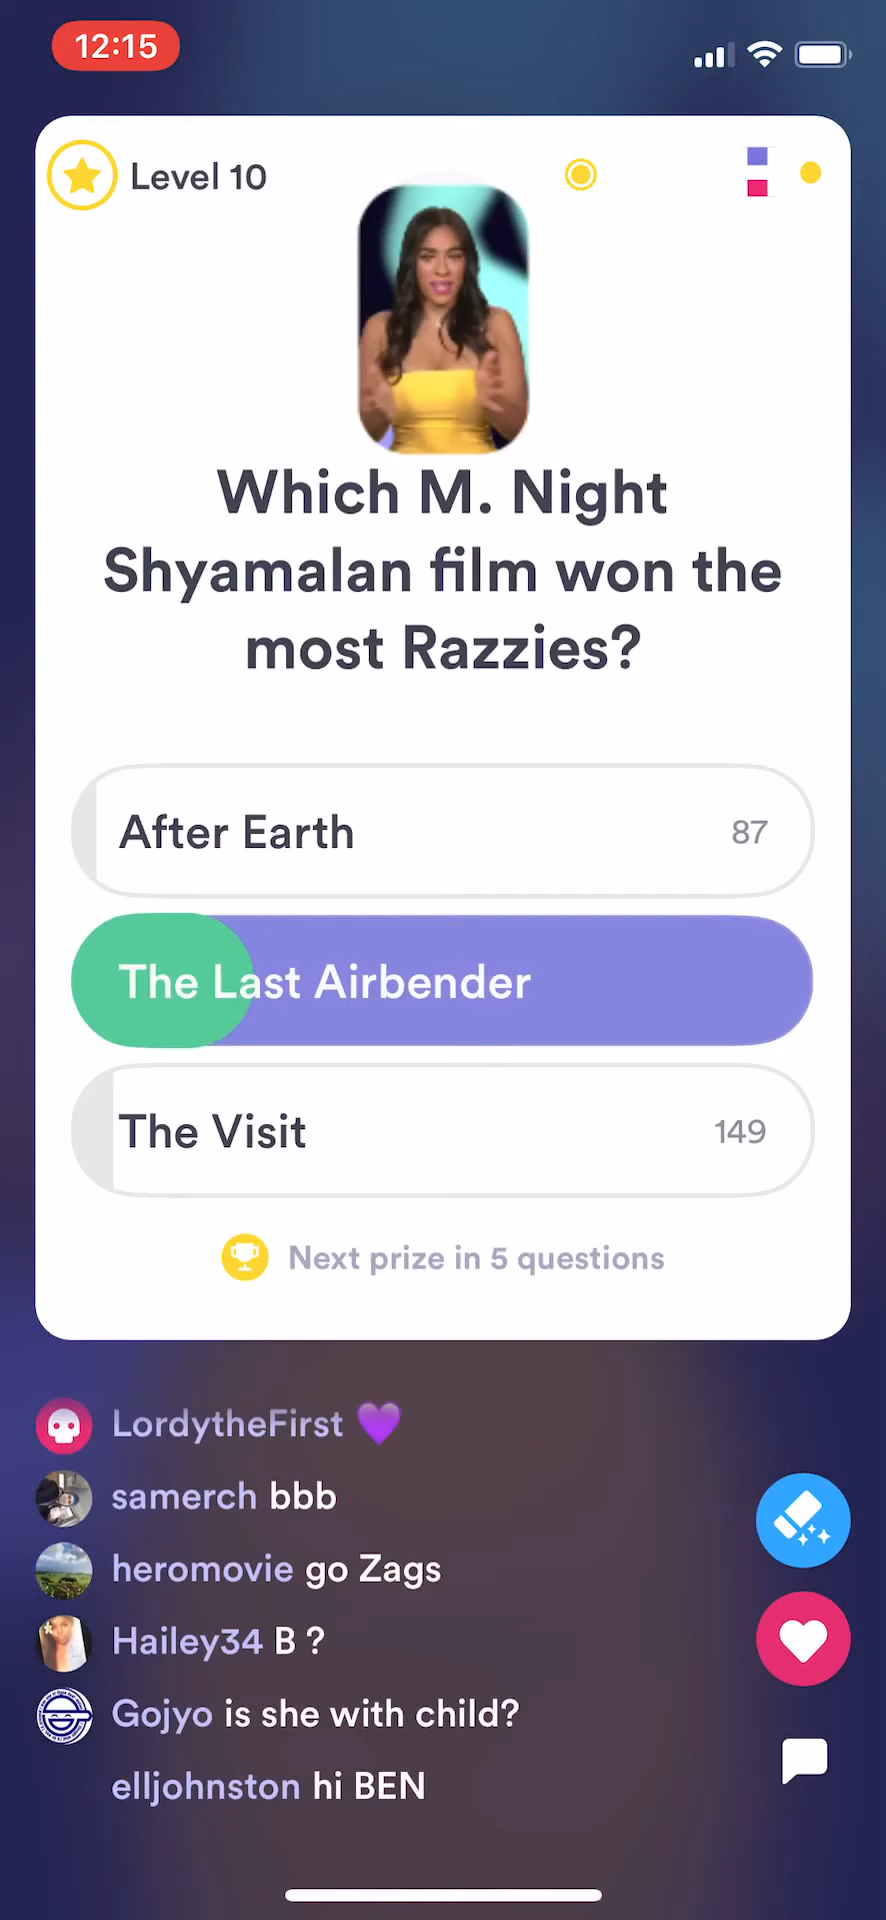 12:15
Level 10
Which M. Night
Shyamalan film won the
most Razzies?
After Earth 87
The Last Airbender
The Visit 149
Next prize in 5 questions
LordytheFirst 💜
samerch bbb
heromovie go Zags
Hailey34 B ?
Gojyo is she with child?
elljohnston hi BEN